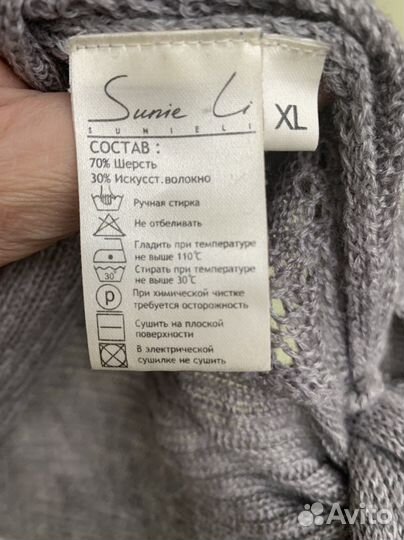 Sunie Li
SUNIELI
XL
СОСТАВ :
70% Шерсть
30% Искусст. волокно
Ручная стирка
Не отбеливать
Гладить при температуре
не выше 110℃
30
Стирать при температуре
не выше 30℃
P
При химической чистке
требуется осторожность
Сушить на плоской
поверхности
В электрической
сушилке не сушить
Avito